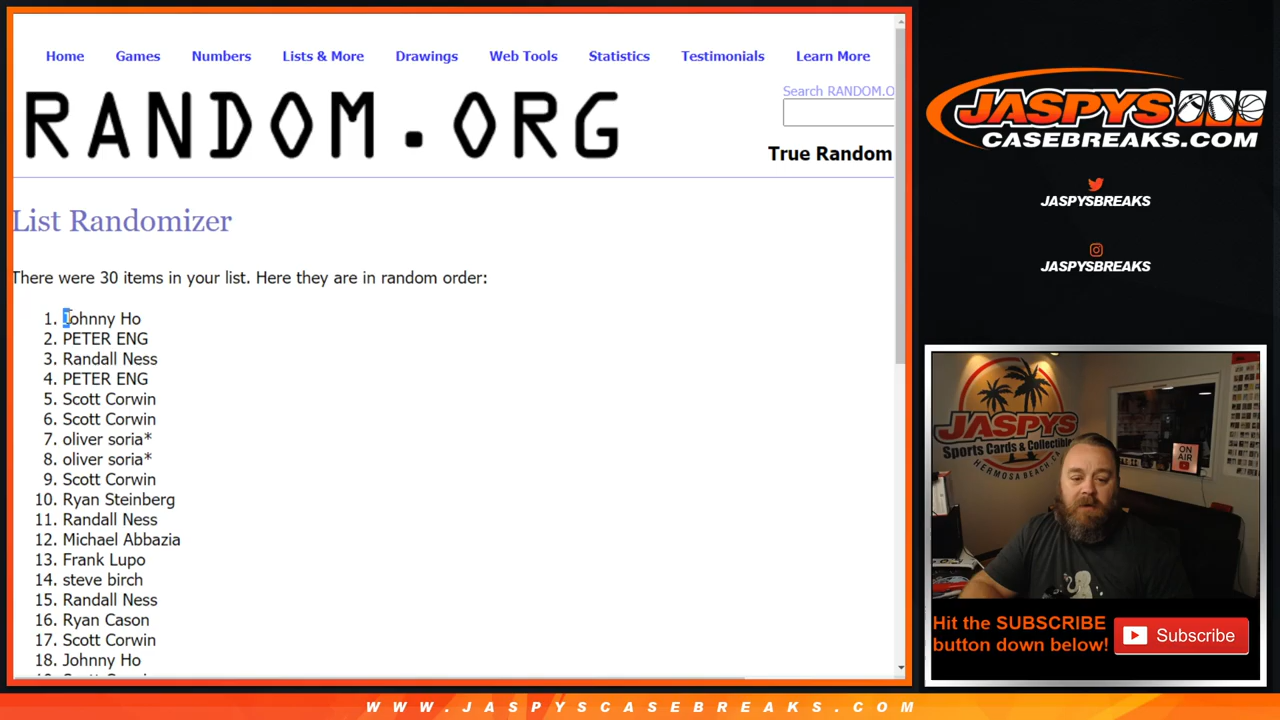 Home Games Numbers Lists & More Drawings Web Tools Statistics Testimonials Learn More
RANDOM.ORG
Search RANDOM.O
True Random
List Randomizer
There were 30 items in your list. Here they are in random order:
1. Johnny Ho
2. PETER ENG
3. Randall Ness
4. PETER ENG
5. Scott Corwin
6. Scott Corwin
7. oliver soria*
8. oliver soria*
9. Scott Corwin
10. Ryan Steinberg
11. Randall Ness
12. Michael Abbazia
13. Frank Lupo
14. steve birch
15. Randall Ness
16. Ryan Cason
17. Scott Corwin
18. Johnny Ho
JASPYS
CASEBREAKS.COM
JASPYSBREAKS
JASPYSBREAKS
JASPYS
Sports Cards & Collectibles
HERMOSA BEACH, CA
ON AIR
Hit the SUBSCRIBE
button down below!
Subscribe
WWW.JASPYSCASEBREAKS.COM